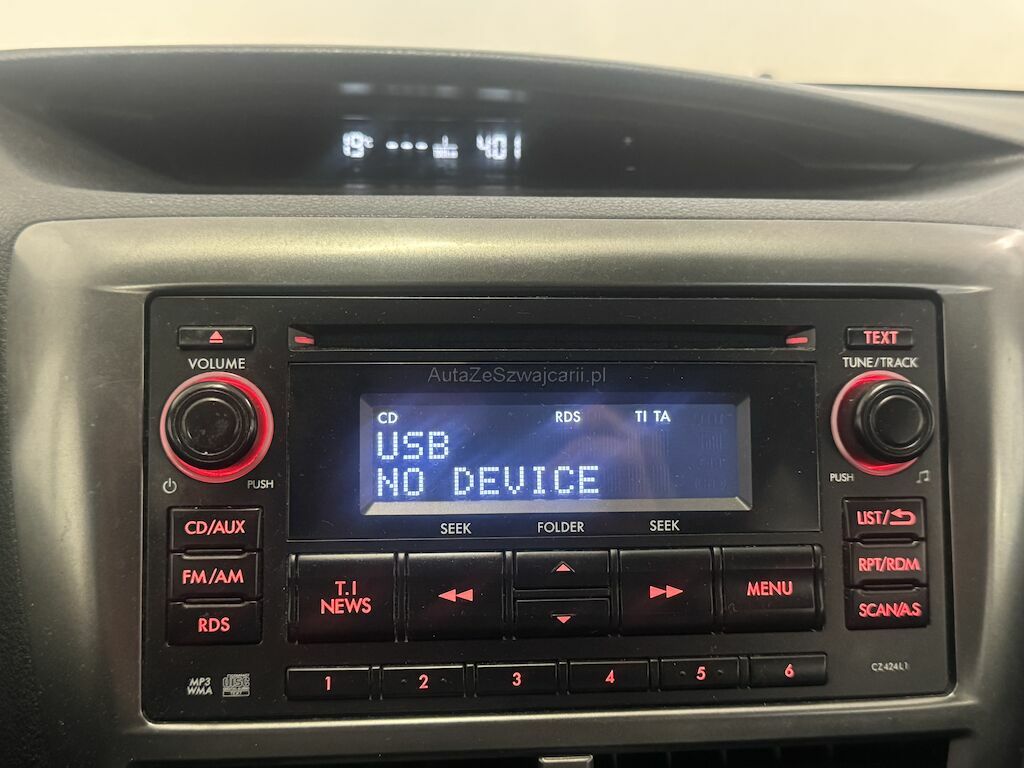 19°C --- 4:01
TEXT
VOLUME
TUNE/TRACK
AutaZeSzwajcarii.pl
CD RDS TI TA
USB
NO DEVICE
PUSH
PUSH
SEEK FOLDER SEEK
CD/AUX
LIST/
FM/AM
T.I
NEWS
MENU
RPT/RDM
RDS
SCAN/A.S
CZ424L1
MP3
WMA
1 2 3 4 5 6